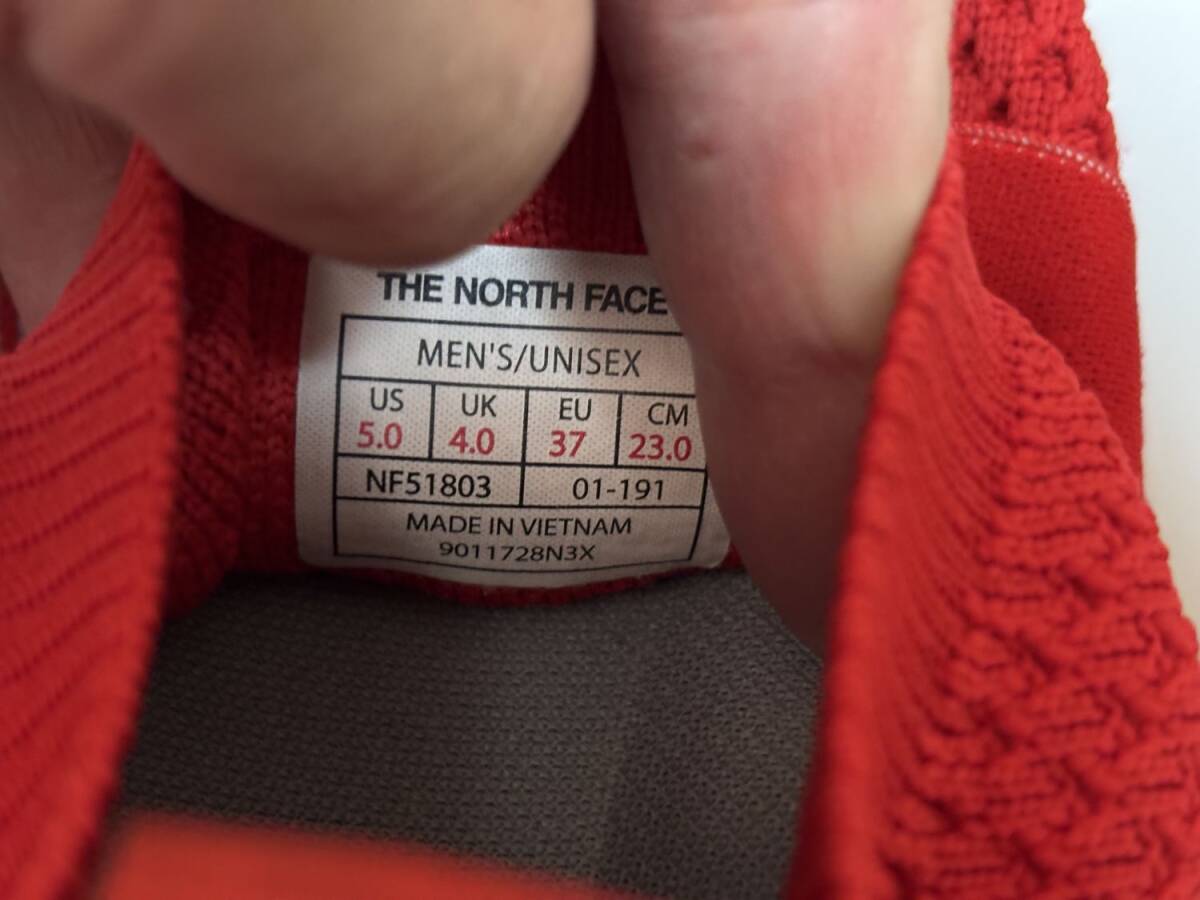 THE NORTH FACE
MEN'S/UNISEX
US UK EU CM
5.0 4.0 37 23.0
NF51803 01-191
MADE IN VIETNAM
9011728N3X